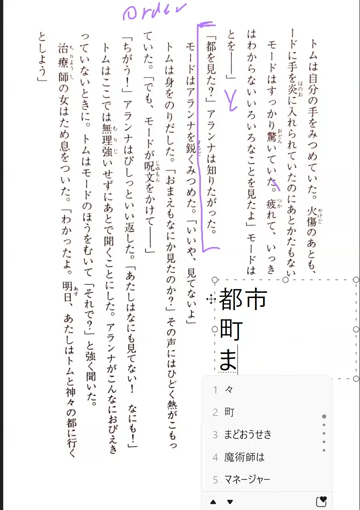 order
トムは自分の手をみつめていた。火傷のあとも、
ードに手を炎に入れられていたのにあとかたもない
モードはすっかり驚いていた。疲れて、いっき
はわからないいろいろなことを見たよ」モードは
とを――」
「都を見た?」アランナは知りたがった。
モードはアランナを鋭くみつめた。「いいや、見てないよ」
トムは身をのりだした。「おまえもなにか見たのか?」その声にはひどく熱がこもっ
ていた。「でも、モードが呪文をかけて――」
「ちがう!」アランナはぴしっといい返した。「あたしはなにも見てない! なにも!」
トムはここでは無理強いせずにあとで聞くことにした。アランナがこんなにおびえき
っていないときに。トムはモードのほうをむいて「それで?」と強く聞いた。
治療師の女はため息をついた。「わかったよ。明日、あたしはトムと神々の都に行く
としよう」
都市
町
ま
1 々
2 町
3 まどおうせき
4 魔術師は
5 マネージャー